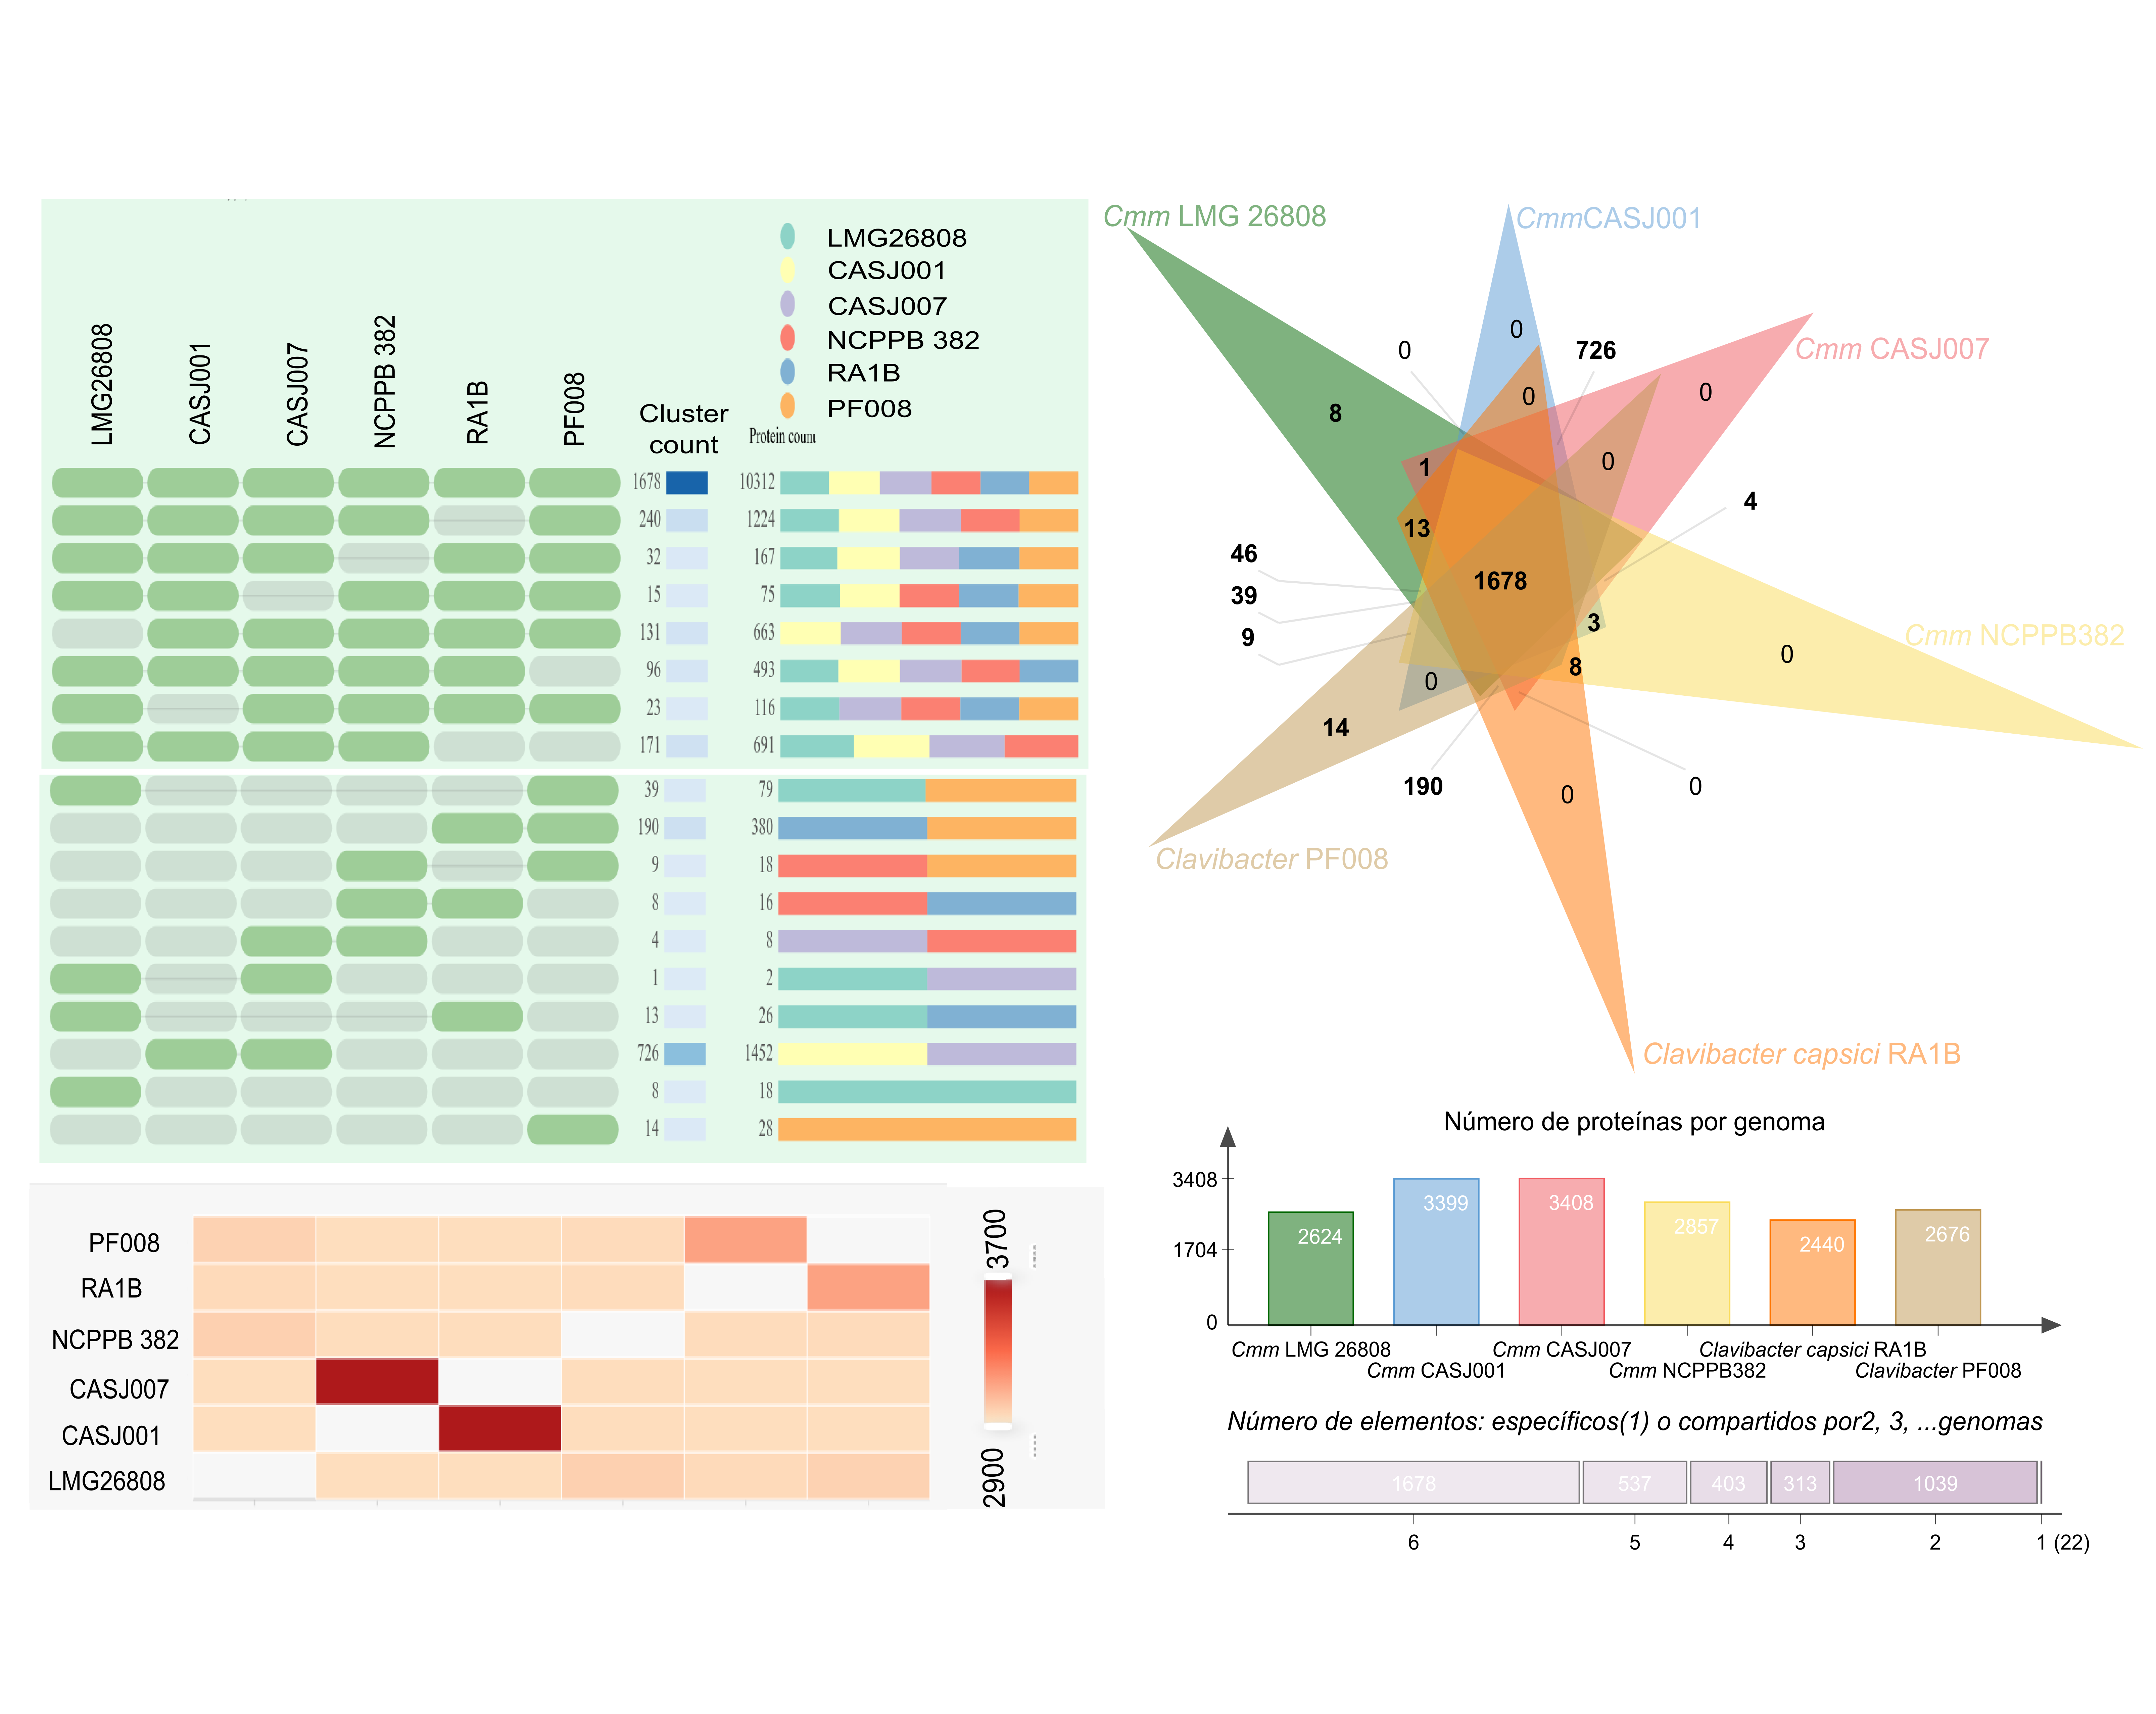 LMG26808
CASJ001
CASJ007
NCPPB 382
RA1B
PF008
LMG26808
CASJ001
CASJ007
NCPPB 382
RA1B
PF008
Cluster count
Protein count
1678 10312
240 1224
32 167
15 75
131 663
96 493
23 116
171 691
39 79
190 380
9 18
8 16
4 8
1 2
13 26
726 1452
8 18
14 28
PF008
RA1B
NCPPB 382
CASJ007
CASJ001
LMG26808
3700
2900
Cmm LMG 26808
CmmCASJ001
Cmm CASJ007
Cmm NCPPB382
Clavibacter capsici RA1B
Clavibacter PF008
0
0
726
0
0
8
1
0
4
13
46
1678
39
3
9
0
8
0
14
190
0
0
Número de proteínas por genoma
3408
1704
0
2624
3399
3408
2857
2440
2676
Cmm LMG 26808
Cmm CASJ001
Cmm CASJ007
Cmm NCPPB382
Clavibacter capsici RA1B
Clavibacter PF008
Número de elementos: específicos(1) o compartidos por2, 3, ...genomas
1678 537 403 313 1039
6 5 4 3 2 1 (22)